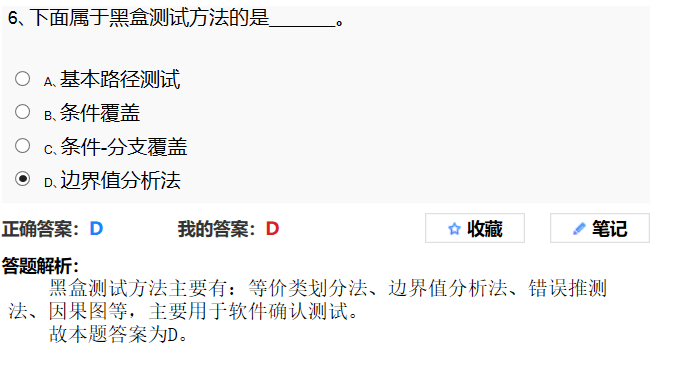 6、下面属于黑盒测试方法的是______。
A、基本路径测试
B、条件覆盖
C、条件-分支覆盖
D、边界值分析法
正确答案：D 我的答案：D 收藏 笔记
答题解析：
黑盒测试方法主要有：等价类划分法、边界值分析法、错误推测
法、因果图等，主要用于软件确认测试。
故本题答案为D。